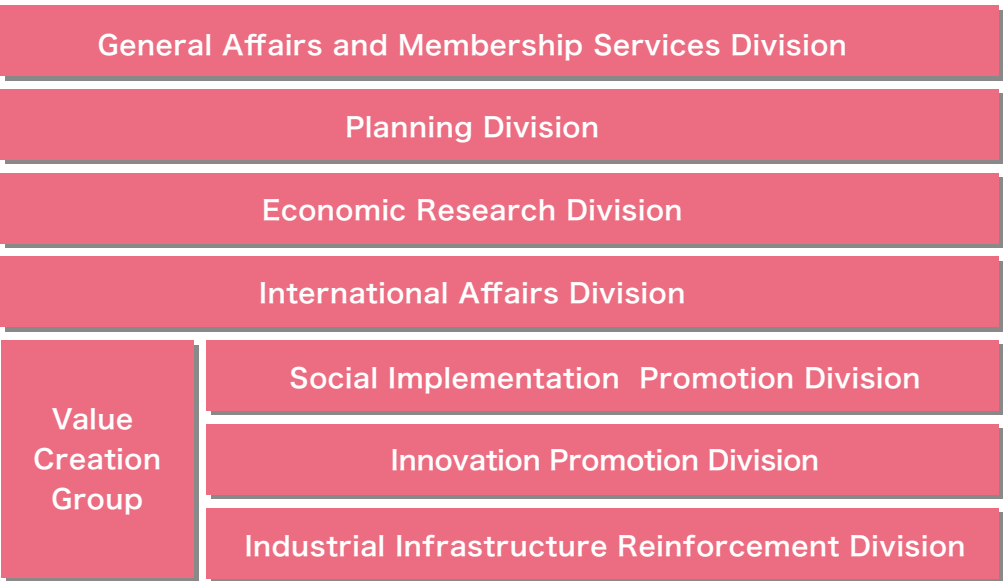 General Affairs and Membership Services Division
Planning Division
Economic Research Division
International Affairs Division
Value
Creation
Group
Social Implementation  Promotion Division
Innovation Promotion Division
Industrial Infrastructure Reinforcement Division